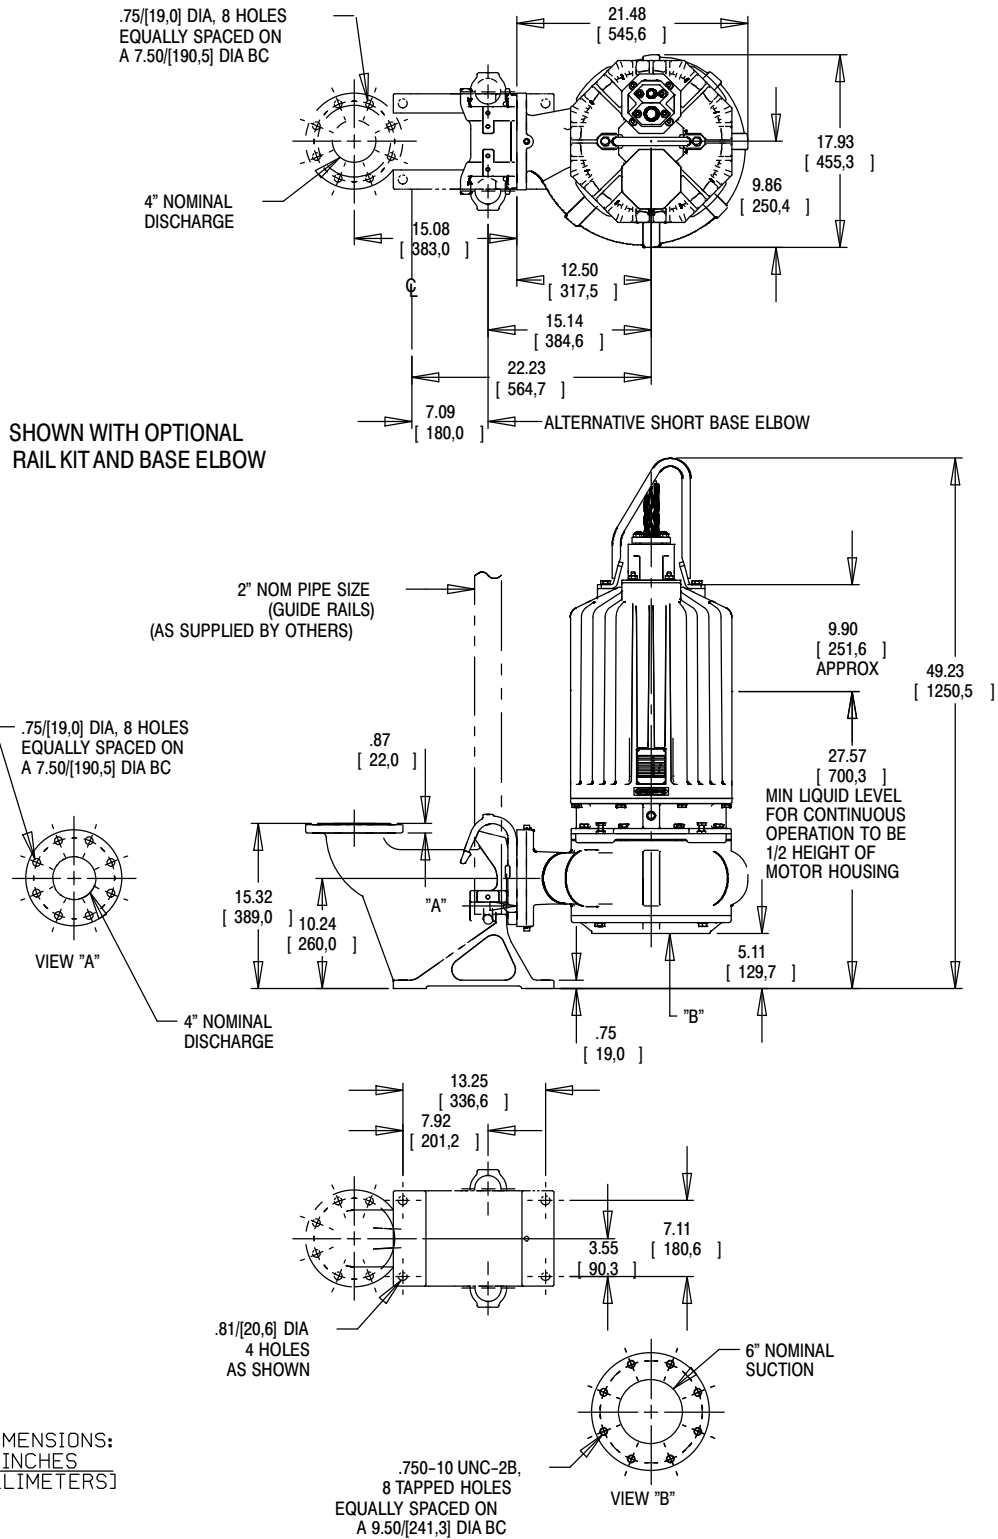 .75/[19,0] DIA, 8 HOLES
EQUALLY SPACED ON
A 7.50/[190,5] DIA BC
21.48
[ 545,6 ]
17.93
[ 455,3 ]
9.86
[ 250,4 ]
4” NOMINAL
DISCHARGE
15.08
[ 383,0 ]
12.50
[ 317,5 ]
15.14
[ 384,6 ]
22.23
[ 564,7 ]
7.09
[ 180,0 ]
ALTERNATIVE SHORT BASE ELBOW
SHOWN WITH OPTIONAL
RAIL KIT AND BASE ELBOW
2” NOM PIPE SIZE
(GUIDE RAILS)
(AS SUPPLIED BY OTHERS)
9.90
[ 251,6 ]
APPROX
49.23
[ 1250,5 ]
.75/[19,0] DIA, 8 HOLES
EQUALLY SPACED ON
A 7.50/[190,5] DIA BC
.87
[ 22,0 ]
27.57
[ 700,3 ]
MIN LIQUID LEVEL
FOR CONTINUOUS
OPERATION TO BE
1/2 HEIGHT OF
MOTOR HOUSING
15.32
[ 389,0 ]
10.24
[ 260,0 ]
”A”
VIEW ”A”
5.11
[ 129,7 ]
”B”
4” NOMINAL
DISCHARGE
.75
[ 19,0 ]
13.25
[ 336,6 ]
7.92
[ 201,2 ]
7.11
[ 180,6 ]
3.55
[ 90,3 ]
.81/[20,6] DIA
4 HOLES
AS SHOWN
6” NOMINAL
SUCTION
MENSIONS:
INCHES
LIMETERS]
.750-10 UNC-2B,
8 TAPPED HOLES
EQUALLY SPACED ON
A 9.50/[241,3] DIA BC
VIEW ”B”